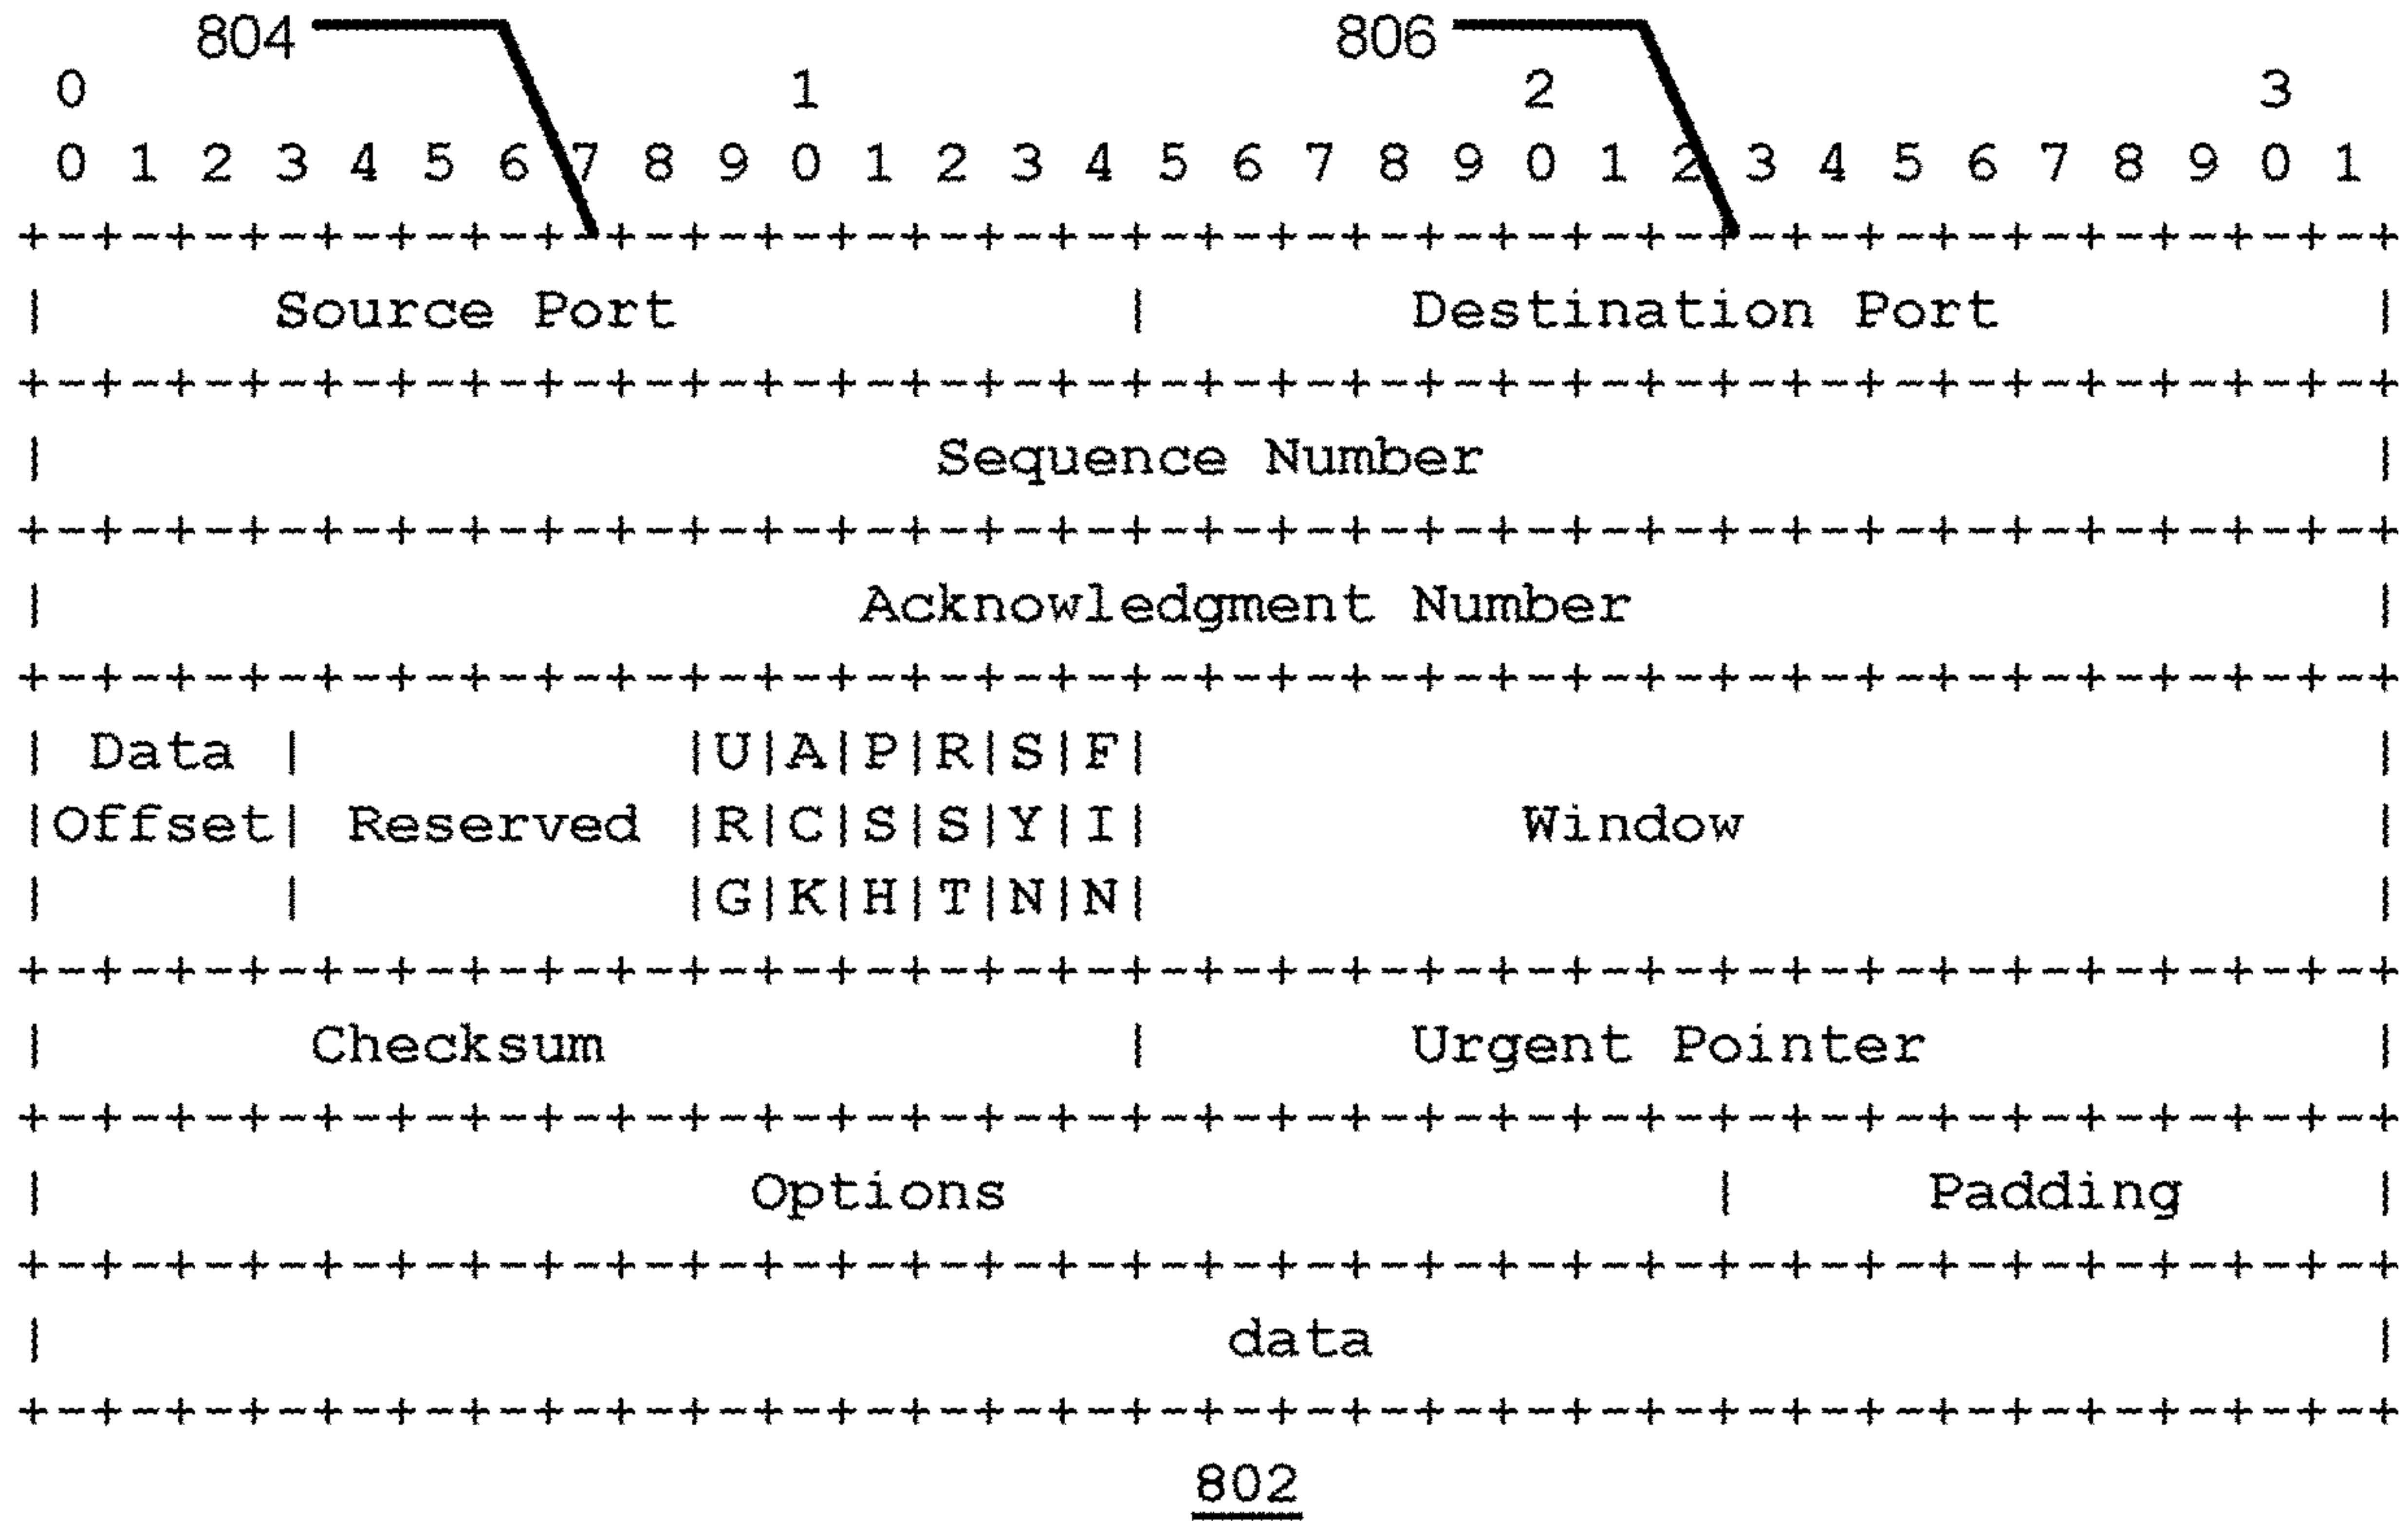 804 806
0 1 2 3
0 1 2 3 4 5 6 7 8 9 0 1 2 3 4 5 6 7 8 9 0 1 2 3 4 5 6 7 8 9 0 1
+-+-+-+-+-+-+-+-+-+-+-+-+-+-+-+-+-+-+-+-+-+-+-+-+-+-+-+-+-+-+-+-+
| Source Port | Destination Port |
+-+-+-+-+-+-+-+-+-+-+-+-+-+-+-+-+-+-+-+-+-+-+-+-+-+-+-+-+-+-+-+-+
| Sequence Number |
+-+-+-+-+-+-+-+-+-+-+-+-+-+-+-+-+-+-+-+-+-+-+-+-+-+-+-+-+-+-+-+-+
| Acknowledgment Number |
+-+-+-+-+-+-+-+-+-+-+-+-+-+-+-+-+-+-+-+-+-+-+-+-+-+-+-+-+-+-+-+-+
| Data | |U|A|P|R|S|F| |
|Offset| Reserved |R|C|S|S|Y|I| Window |
| | |G|K|H|T|N|N| |
+-+-+-+-+-+-+-+-+-+-+-+-+-+-+-+-+-+-+-+-+-+-+-+-+-+-+-+-+-+-+-+-+
| Checksum | Urgent Pointer |
+-+-+-+-+-+-+-+-+-+-+-+-+-+-+-+-+-+-+-+-+-+-+-+-+-+-+-+-+-+-+-+-+
| Options | Padding |
+-+-+-+-+-+-+-+-+-+-+-+-+-+-+-+-+-+-+-+-+-+-+-+-+-+-+-+-+-+-+-+-+
| data |
+-+-+-+-+-+-+-+-+-+-+-+-+-+-+-+-+-+-+-+-+-+-+-+-+-+-+-+-+-+-+-+-+
802